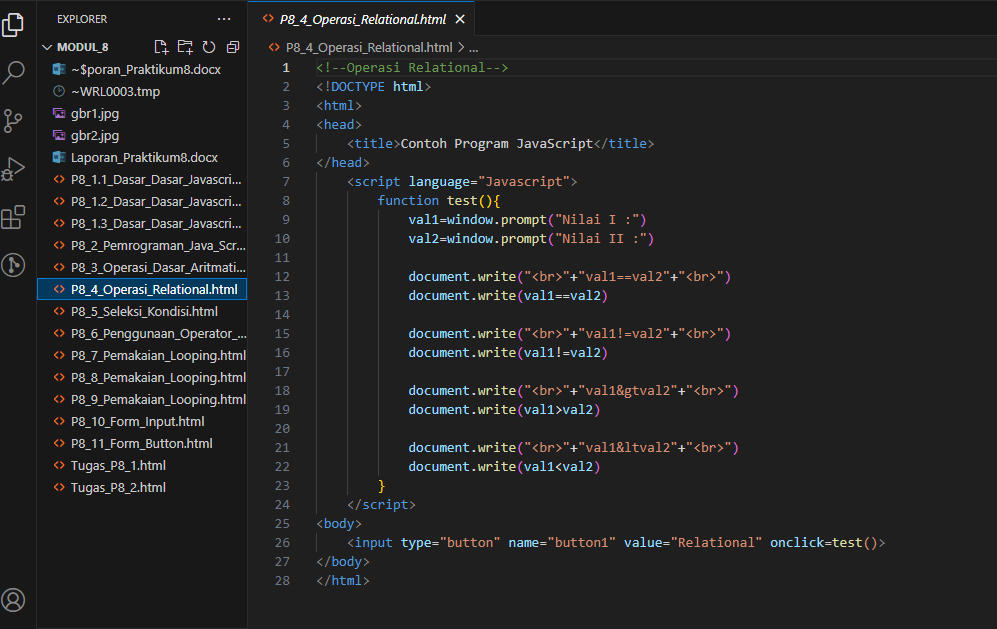 EXPLORER
MODUL_8
~$poran_Praktikum8.docx
~WRL0003.tmp
gbr1.jpg
gbr2.jpg
Laporan_Praktikum8.docx
P8_1.1_Dasar_Dasar_Javascri...
P8_1.2_Dasar_Dasar_Javascri...
P8_1.3_Dasar_Dasar_Javascri...
P8_2_Pemrograman_Java_Scr...
P8_3_Operasi_Dasar_Aritmati...
P8_4_Operasi_Relational.html
P8_5_Seleksi_Kondisi.html
P8_6_Penggunaan_Operator_...
P8_7_Pemakaian_Looping.html
P8_8_Pemakaian_Looping.html
P8_9_Pemakaian_Looping.html
P8_10_Form_Input.html
P8_11_Form_Button.html
Tugas_P8_1.html
Tugas_P8_2.html
P8_4_Operasi_Relational.html
P8_4_Operasi_Relational.html > ...
1 <!--Operasi Relational-->
2 <!DOCTYPE html>
3 <html>
4 <head>
5     <title>Contoh Program JavaScript</title>
6 </head>
7     <script language="Javascript">
8         function test(){
9             val1=window.prompt("Nilai I :")
10             val2=window.prompt("Nilai II :")
11
12             document.write("<br>"+"val1==val2"+"<br>")
13             document.write(val1==val2)
14
15             document.write("<br>"+"val1!=val2"+"<br>")
16             document.write(val1!=val2)
17
18             document.write("<br>"+"val1&gtval2"+"<br>")
19             document.write(val1>val2)
20
21             document.write("<br>"+"val1&ltval2"+"<br>")
22             document.write(val1<val2)
23         }
24     </script>
25 <body>
26     <input type="button" name="button1" value="Relational" onclick=test()>
27 </body>
28 </html>